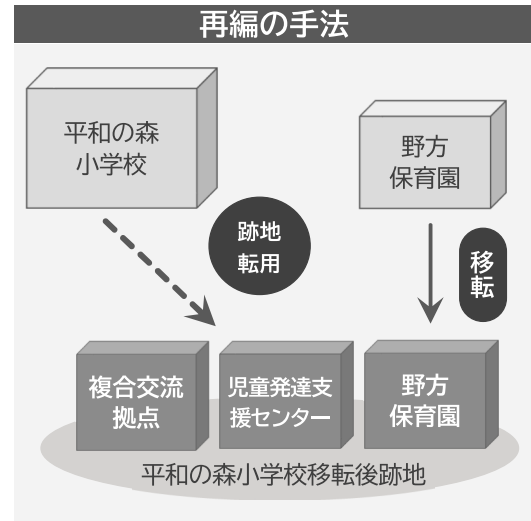 再編の手法
平和の森
小学校
野方
保育園
跡地
転用
移転
複合交流
拠点
児童発達支
援センター
野方
保育園
平和の森小学校移転後跡地